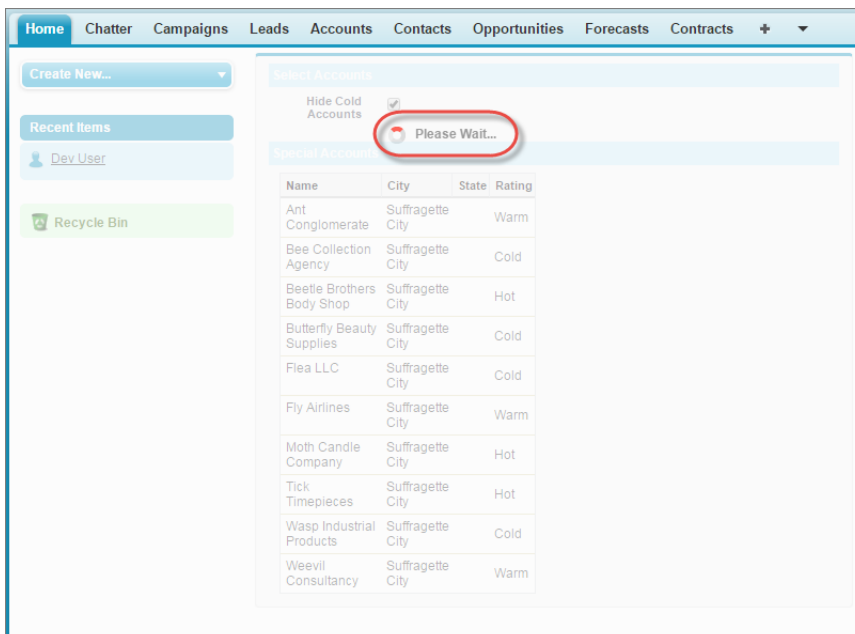 Home Chatter Campaigns Leads Accounts Contacts Opportunities Forecasts Contracts
Create New...
Recent Items
Dev User
Recycle Bin
Select Accounts
Hide Cold
Accounts
Please Wait...
Special Accounts
Name City State Rating
Ant
Conglomerate
Suffragette
City
Warm
Bee Collection
Agency
Suffragette
City
Cold
Beetle Brothers
Body Shop
Suffragette
City
Hot
Butterfly Beauty
Supplies
Suffragette
City
Cold
Flea LLC
Suffragette
City
Cold
Fly Airlines
Suffragette
City
Warm
Moth Candle
Company
Suffragette
City
Hot
Tick
Timepieces
Suffragette
City
Hot
Wasp Industrial
Products
Suffragette
City
Cold
Weevil
Consultancy
Suffragette
City
Warm